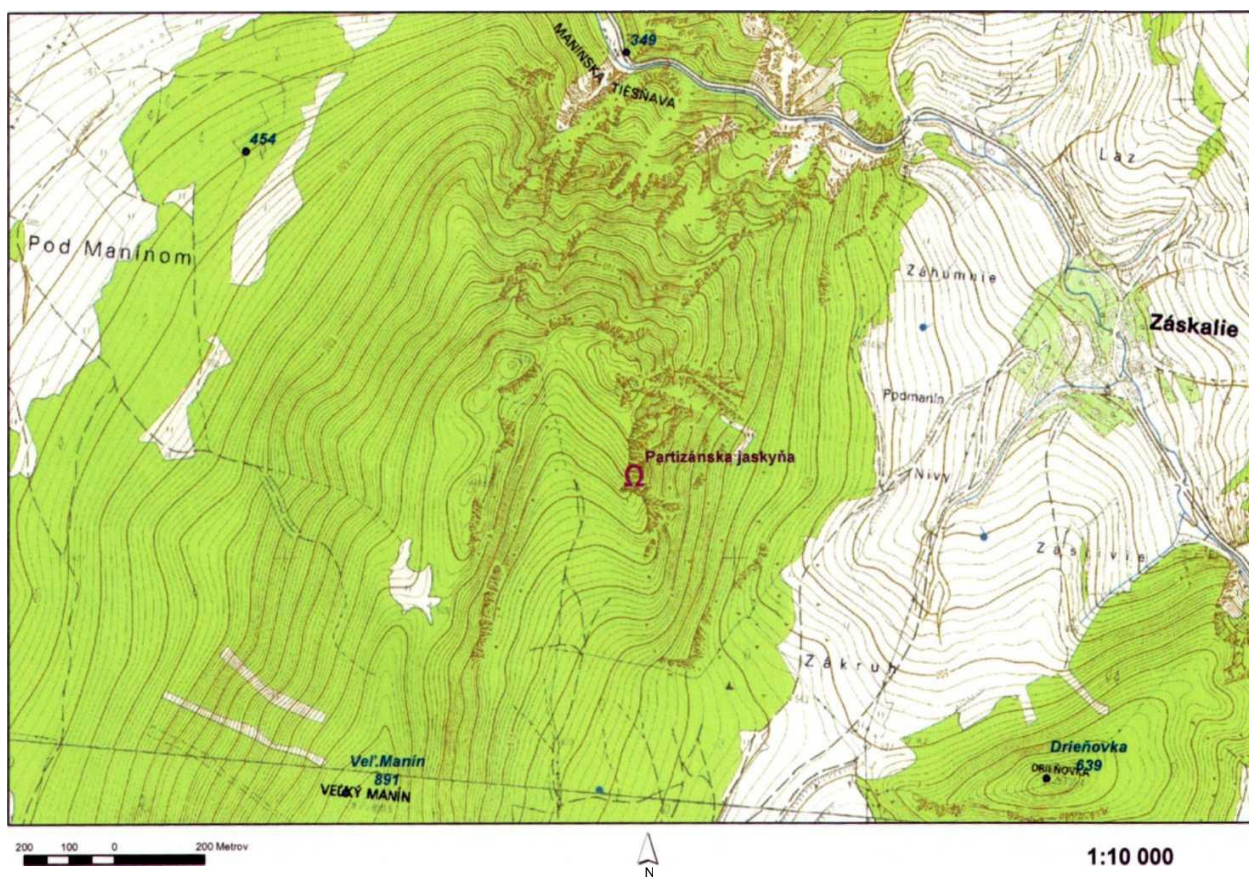 349
MANÍNSKA
TIESŇAVA
454
Laz
Pod Manínom
Záhumnie
Záskalie
Podmanín
Partizánska jaskyňa
Ω
Nivy
Zákruh
Drieňovka
639
DRIEŇOVKA
Veľ.Manín
891
VEĽKÝ MANÍN
200 100 0 200 Metrov
N
1:10 000